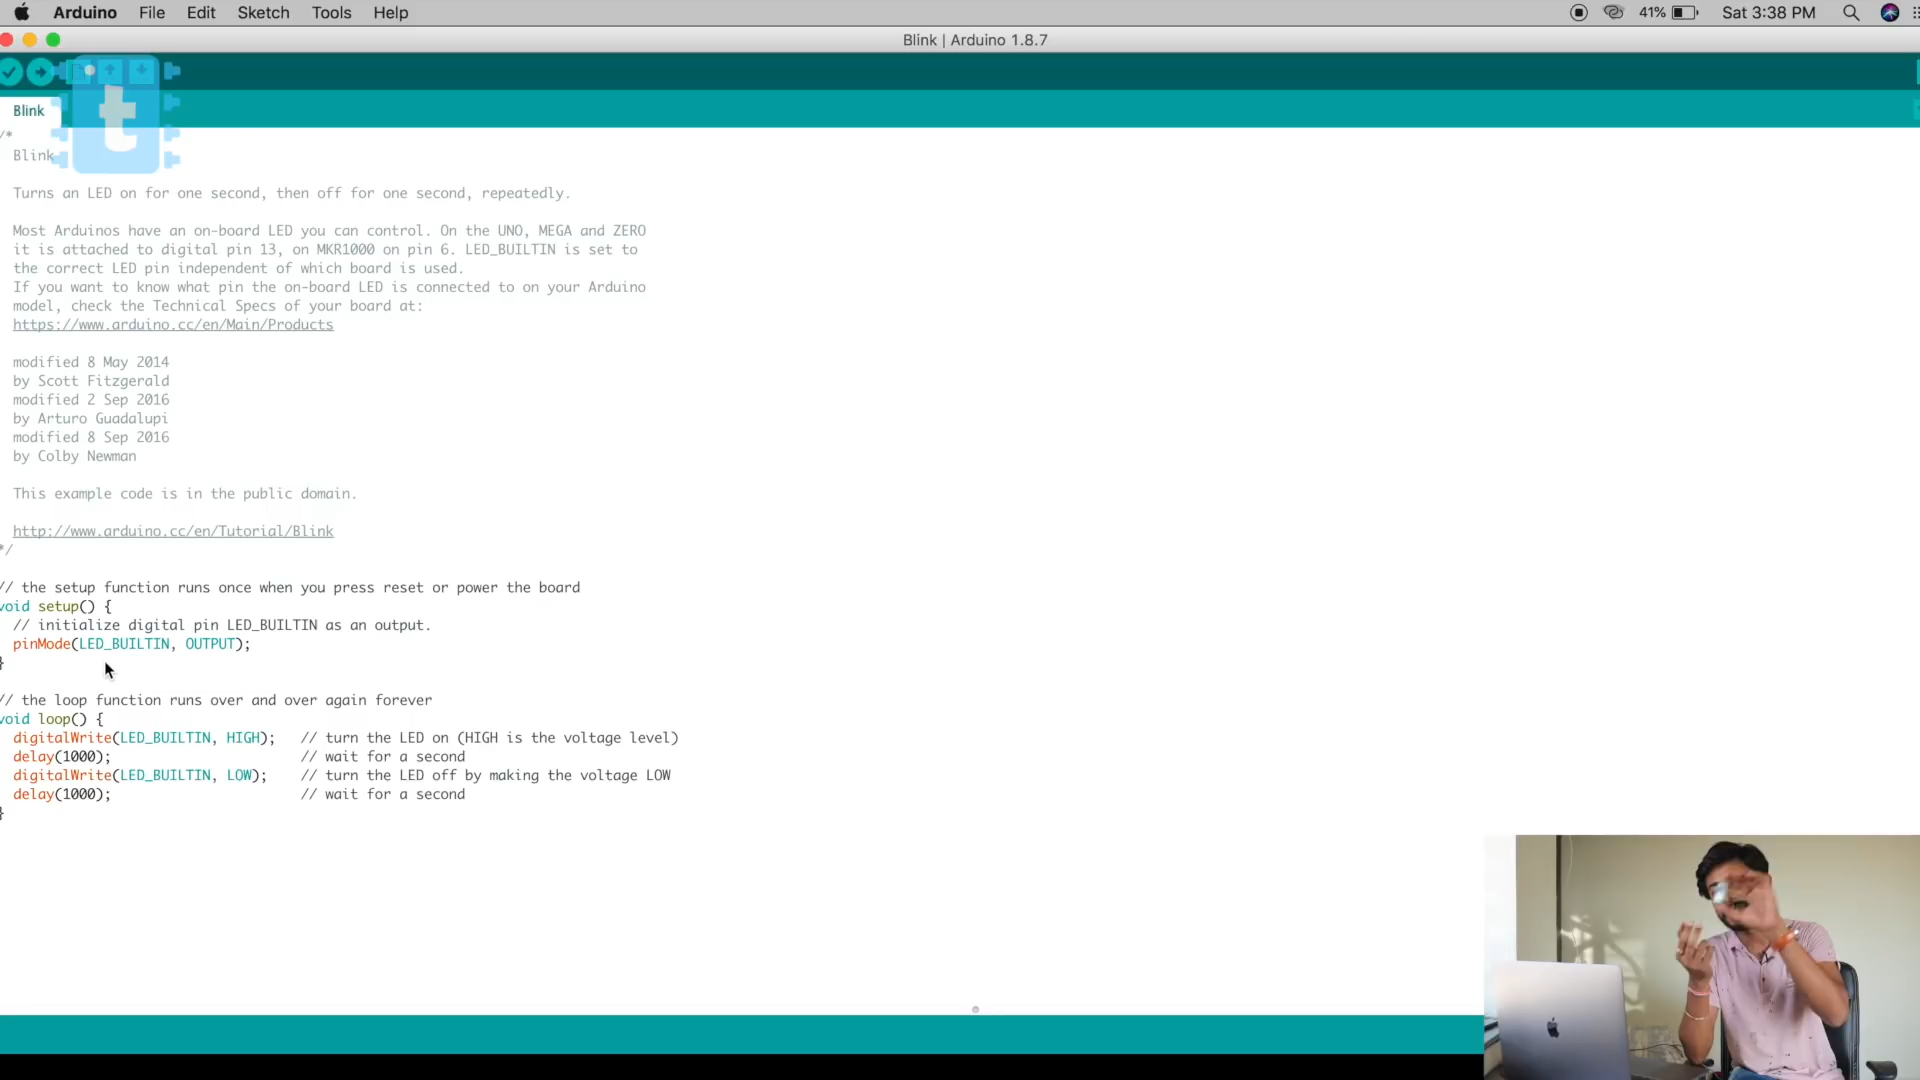 Arduino File Edit Sketch Tools Help 41% Sat 3:38 PM
Blink | Arduino 1.8.7
t
Blink
/*
Blink
Turns an LED on for one second, then off for one second, repeatedly.
Most Arduinos have an on-board LED you can control. On the UNO, MEGA and ZERO
it is attached to digital pin 13, on MKR1000 on pin 6. LED_BUILTIN is set to
the correct LED pin independent of which board is used.
If you want to know what pin the on-board LED is connected to on your Arduino
model, check the Technical Specs of your board at:
https://www.arduino.cc/en/Main/Products
modified 8 May 2014
by Scott Fitzgerald
modified 2 Sep 2016
by Arturo Guadalupi
modified 8 Sep 2016
by Colby Newman
This example code is in the public domain.
http://www.arduino.cc/en/Tutorial/Blink
*/
// the setup function runs once when you press reset or power the board
void setup() {
// initialize digital pin LED_BUILTIN as an output.
pinMode(LED_BUILTIN, OUTPUT);
}
// the loop function runs over and over again forever
void loop() {
digitalWrite(LED_BUILTIN, HIGH); // turn the LED on (HIGH is the voltage level)
delay(1000); // wait for a second
digitalWrite(LED_BUILTIN, LOW); // turn the LED off by making the voltage LOW
delay(1000); // wait for a second
}